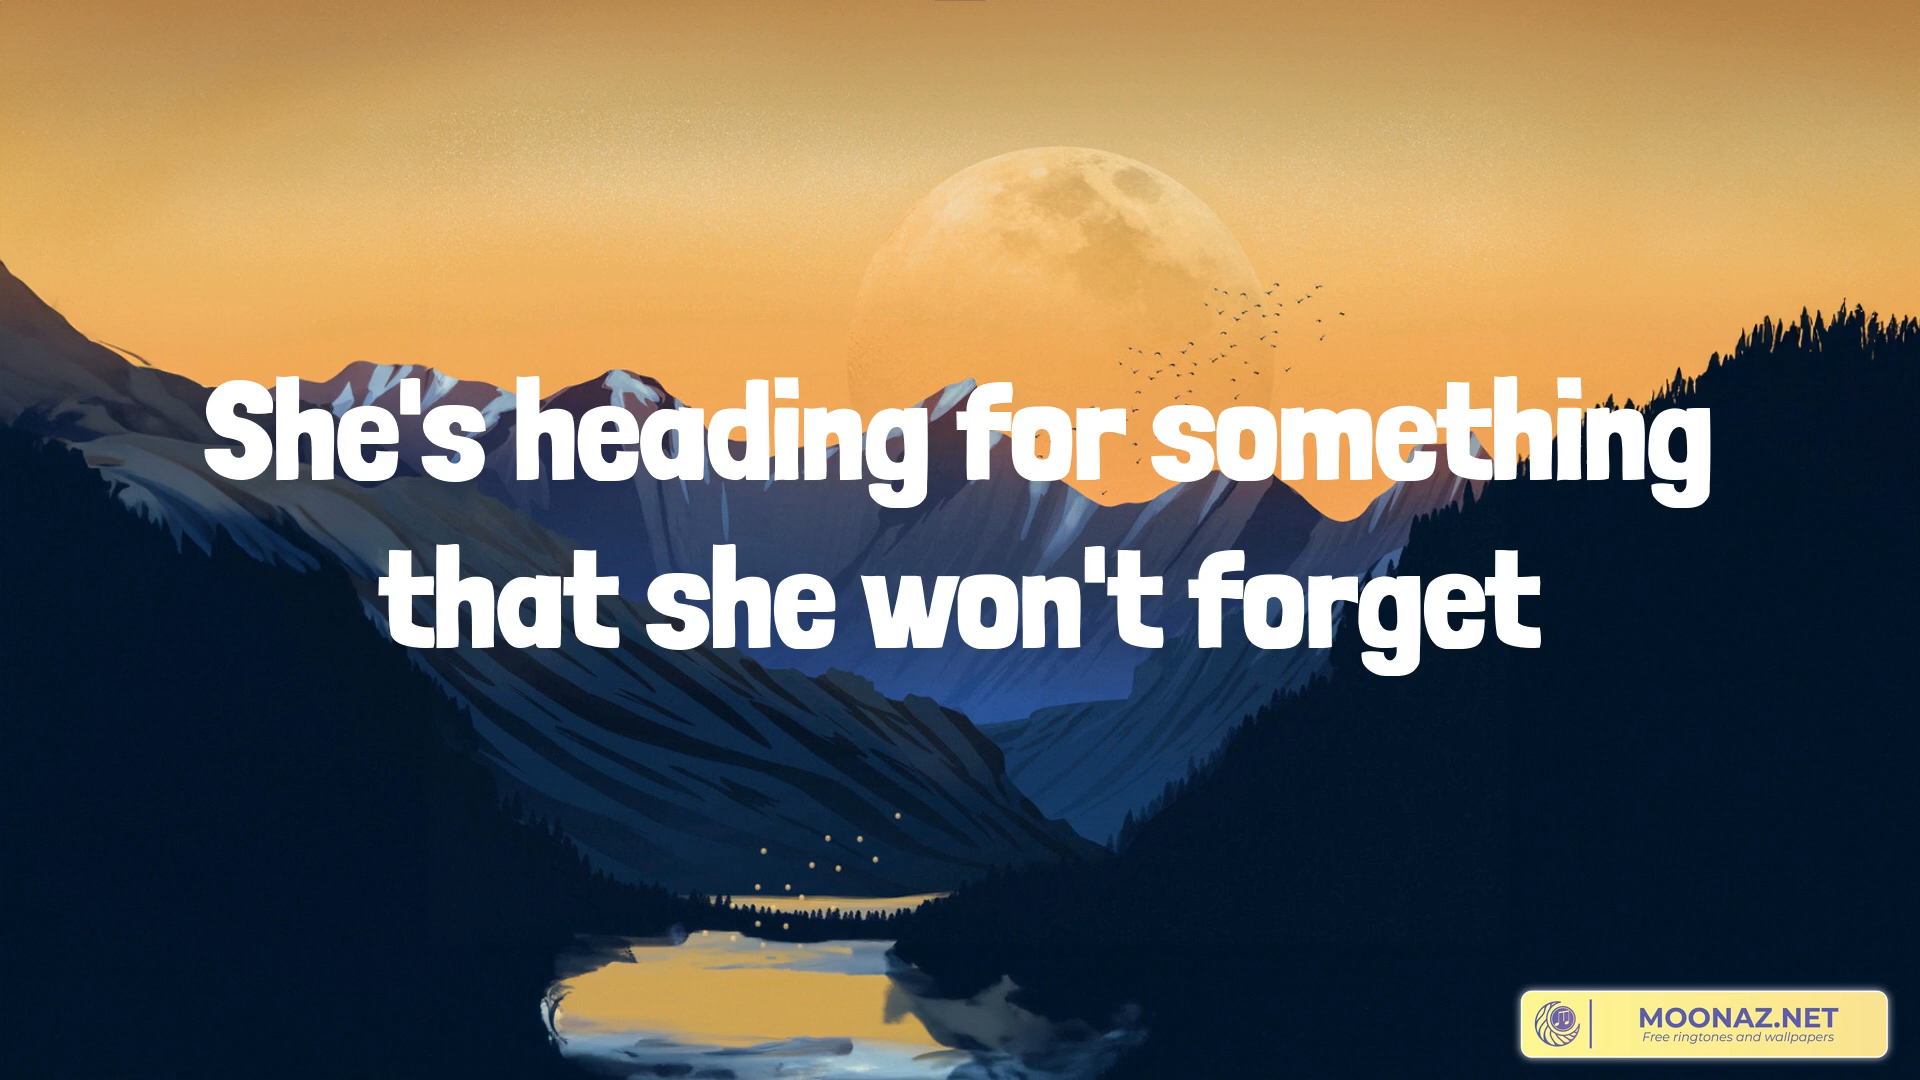 She's heading for something
that she won't forget
MOONAZ.NET
Free ringtones and wallpapers